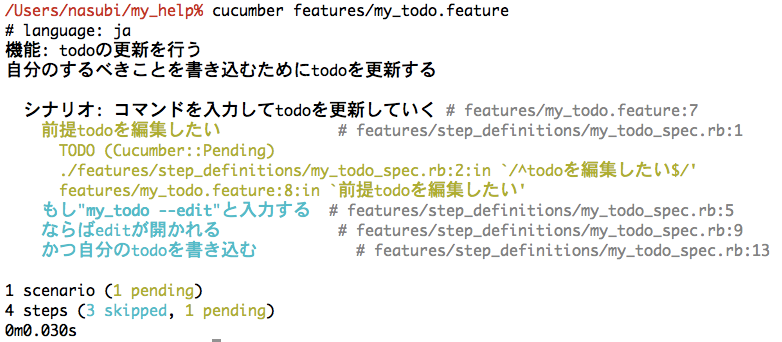 /Users/nasubi/my_help% cucumber features/my_todo.feature
# language: ja
機能: todoの更新を行う
自分のするべきことを書き込むためにtodoを更新する
シナリオ: コマンドを入力してtodoを更新していく # features/my_todo.feature:7
前提todoを編集したい # features/step_definitions/my_todo_spec.rb:1
TODO (Cucumber::Pending)
./features/step_definitions/my_todo_spec.rb:2:in `/^todoを編集したい$/'
features/my_todo.feature:8:in `前提todoを編集したい'
もし"my_todo --edit"と入力する # features/step_definitions/my_todo_spec.rb:5
ならばeditが開かれる # features/step_definitions/my_todo_spec.rb:9
かつ自分のtodoを書き込む # features/step_definitions/my_todo_spec.rb:13
1 scenario (1 pending)
4 steps (3 skipped, 1 pending)
0m0.030s